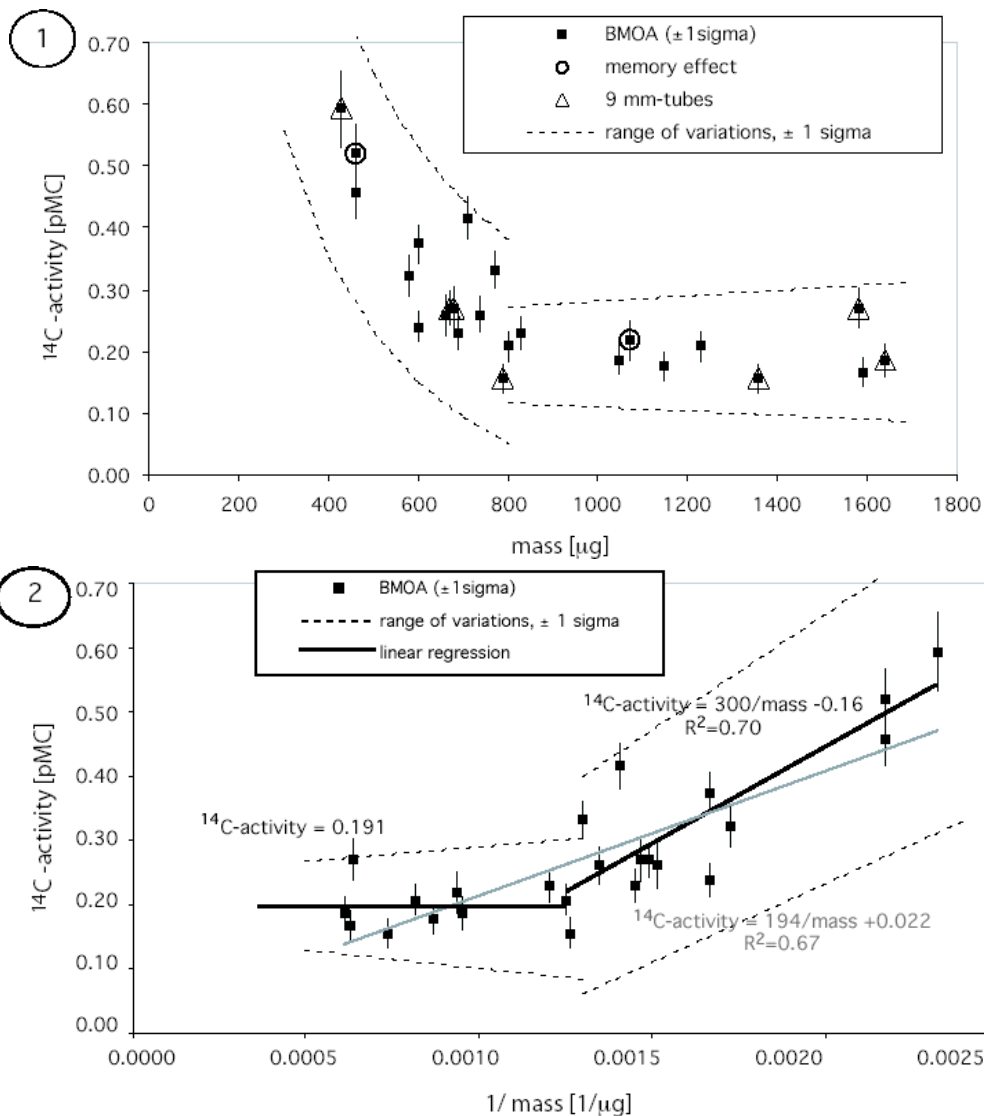 1
BMOA (±1sigma)
memory effect
9 mm-tubes
range of variations, ± 1 sigma
0.70
0.60
0.50
0.40
0.30
0.20
0.10
0.00
¹⁴C -activity [pMC]
0 200 400 600 800 1000 1200 1400 1600 1800
mass [µg]
2
BMOA (±1sigma)
range of variations, ± 1 sigma
linear regression
0.70
0.60
0.50
0.40
0.30
0.20
0.10
0.00
¹⁴C -activity [pMC]
¹⁴C-activity = 300/mass -0.16
R²=0.70
¹⁴C-activity = 0.191
¹⁴C-activity = 194/mass +0.022
R²=0.67
0.0000 0.0005 0.0010 0.0015 0.0020 0.0025
1/ mass [1/µg]